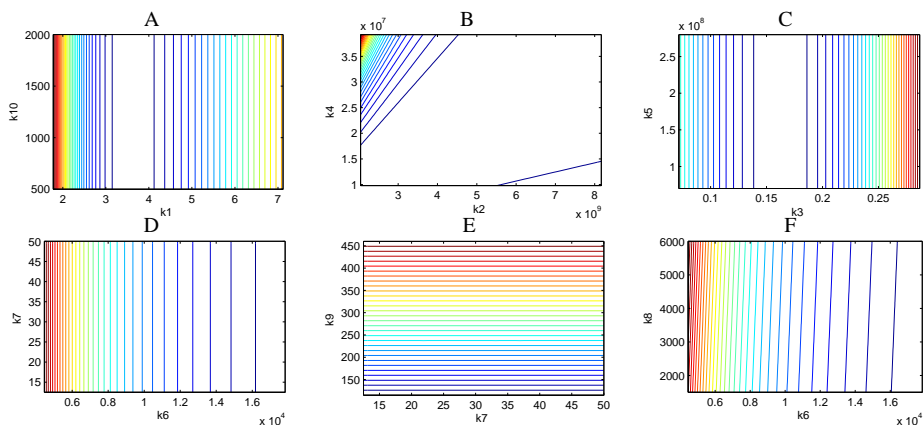 A
2000
1500
1000
500
k10
2 3 4 5 6 7
k1
B
x 10^7
3.5
3
2.5
2
1.5
1
k4
3 4 5 6 7 8
k2
x 10^9
C
x 10^8
2.5
2
1.5
1
k5
0.1 0.15 0.2 0.25
k3
D
50
45
40
35
30
25
20
15
k7
0.6 0.8 1 1.2 1.4 1.6
k6
x 10^4
E
450
400
350
300
250
200
150
k9
15 20 25 30 35 40 45 50
k7
F
6000
5000
4000
3000
2000
k8
0.6 0.8 1 1.2 1.4 1.6
k6
x 10^4